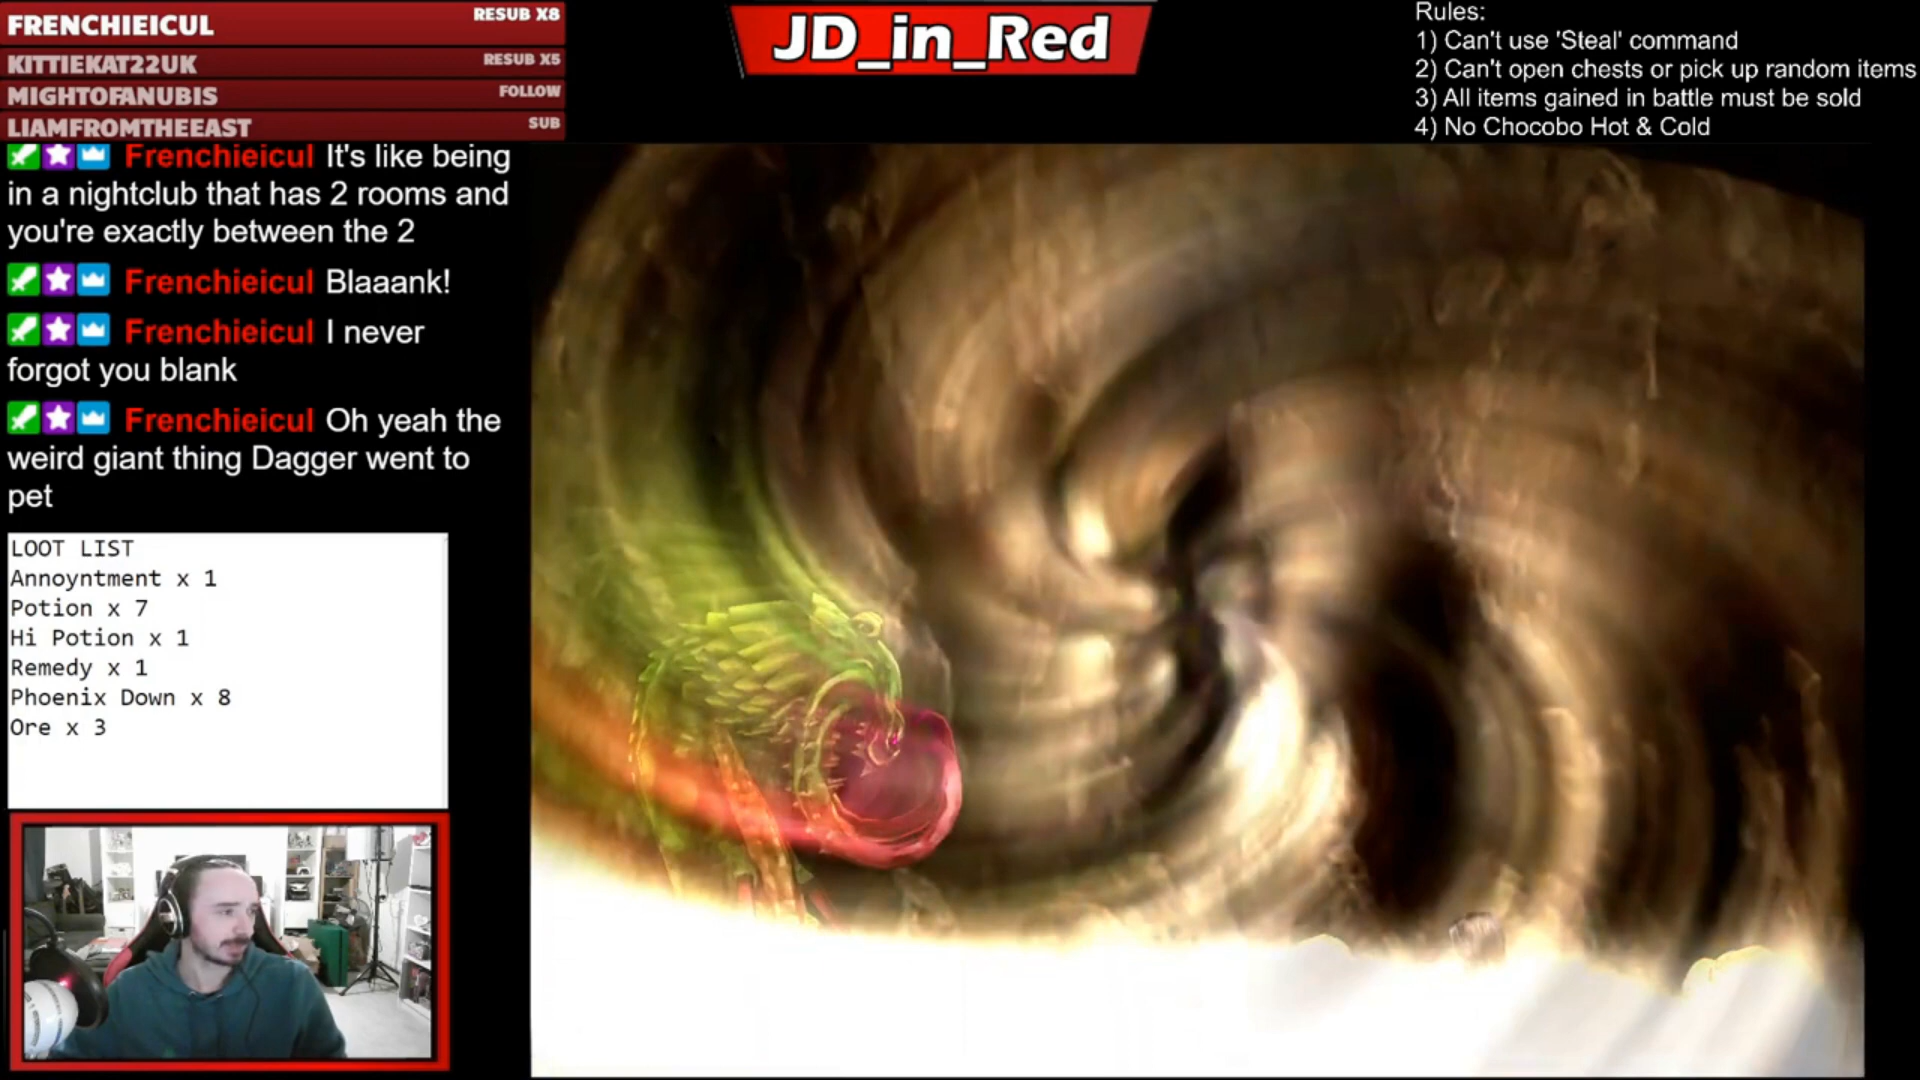 FRENCHIEICUL RESUB X8
KITTIEKAT22UK RESUB X5
MIGHTOFANUBIS FOLLOW
LIAMFROMTHEEAST SUB
JD_in_Red
Rules:
1) Can't use 'Steal' command
2) Can't open chests or pick up random items
3) All items gained in battle must be sold
4) No Chocobo Hot & Cold
Frenchieicul It's like being
in a nightclub that has 2 rooms and
you're exactly between the 2
Frenchieicul Blaaank!
Frenchieicul I never
forgot you blank
Frenchieicul Oh yeah the
weird giant thing Dagger went to
pet
LOOT LIST
Annoyntment x 1
Potion x 7
Hi Potion x 1
Remedy x 1
Phoenix Down x 8
Ore x 3